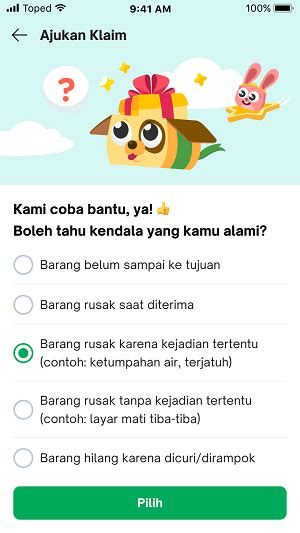 Toped 9:41 AM 100%
Ajukan Klaim
?
Kami coba bantu, ya! 👍
Boleh tahu kendala yang kamu alami?
Barang belum sampai ke tujuan
Barang rusak saat diterima
Barang rusak karena kejadian tertentu
(contoh: ketumpahan air, terjatuh)
Barang rusak tanpa kejadian tertentu
(contoh: layar mati tiba-tiba)
Barang hilang karena dicuri/dirampok
Pilih